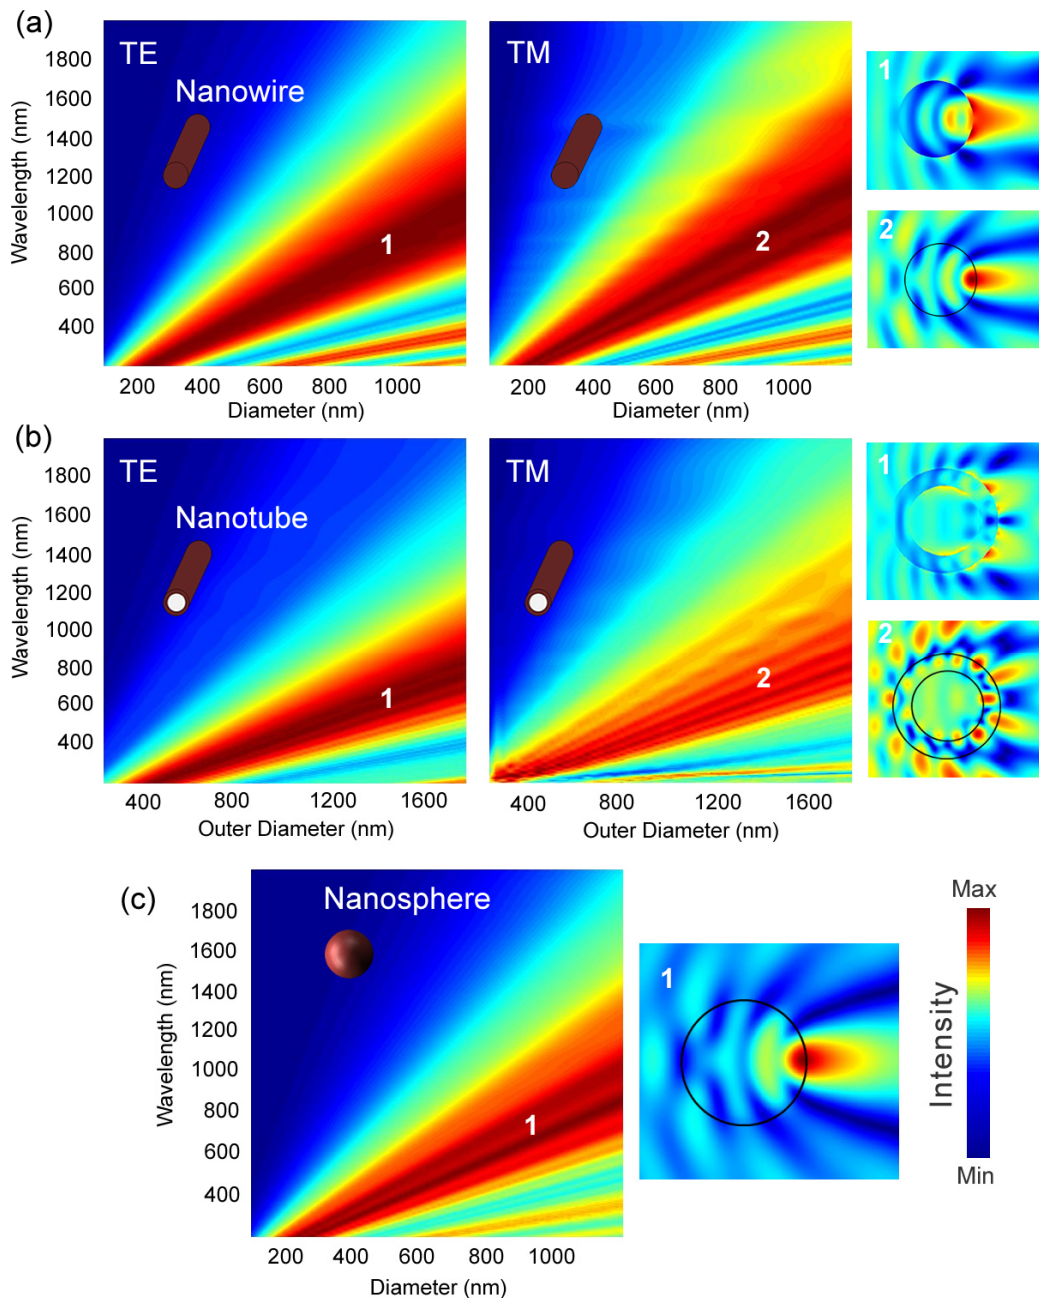 (a)
TE
Nanowire
1800
1600
1400
1200
1000
800
600
400
Wavelength (nm)
1
200 400 600 800 1000
Diameter (nm)
TM
2
200 400 600 800 1000
Diameter (nm)
1
2
(b)
TE
Nanotube
1800
1600
1400
1200
1000
800
600
400
Wavelength (nm)
1
400 800 1200 1600
Outer Diameter (nm)
TM
2
400 800 1200 1600
Outer Diameter (nm)
1
2
(c)
Nanosphere
1800
1600
1400
1200
1000
800
600
400
Wavelength (nm)
1
200 400 600 800 1000
Diameter (nm)
1
Max
Intensity
Min